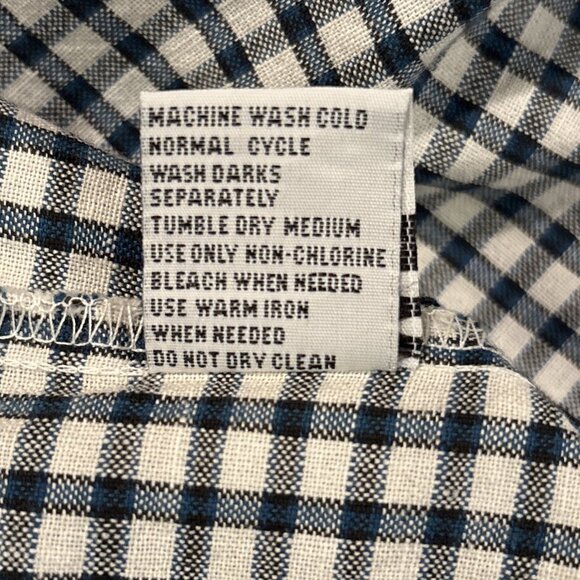 MACHINE WASH COLD
NORMAL CYCLE
WASH DARKS
SEPARATELY
TUMBLE DRY MEDIUM
USE ONLY NON-CHLORINE
BLEACH WHEN NEEDED
USE WARM IRON
WHEN NEEDED
DO NOT DRY CLEAN